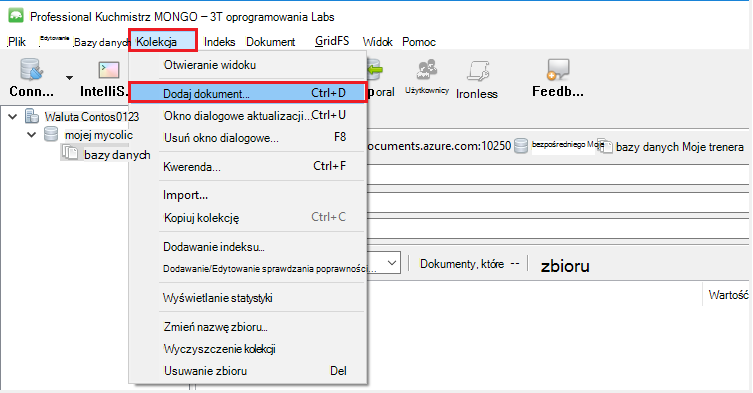 Professional Kuchmistrz MONGO – 3T oprogramowania Labs
Plik Edytowanie Bazy danych Kolekcja Indeks Dokument GridFS Widok Pomoc
Conn... IntelliS. poral Użytkownicy Ironless Feedb...
Otwieranie widoku
Dodaj dokument... Ctrl+D
Okno dialogowe aktualizacji... Ctrl+U
Usuń okno dialogowe... F8
Kwerenda... Ctrl+F
Import...
Kopiuj kolekcję Ctrl+C
Dodawanie indeksu...
Dodawanie/Edytowanie sprawdzania poprawności...
Wyświetlanie statystyki
Zmień nazwę zbioru...
Wyczyszczenie kolekcji
Usuwanie zbioru Del
Waluta Contos0123
mojej mycolic
bazy danych
ocuments.azure.com:10250 bezpośredniego Moje bazy danych Moje trenera
Dokumenty, które -- zbioru
Wartość